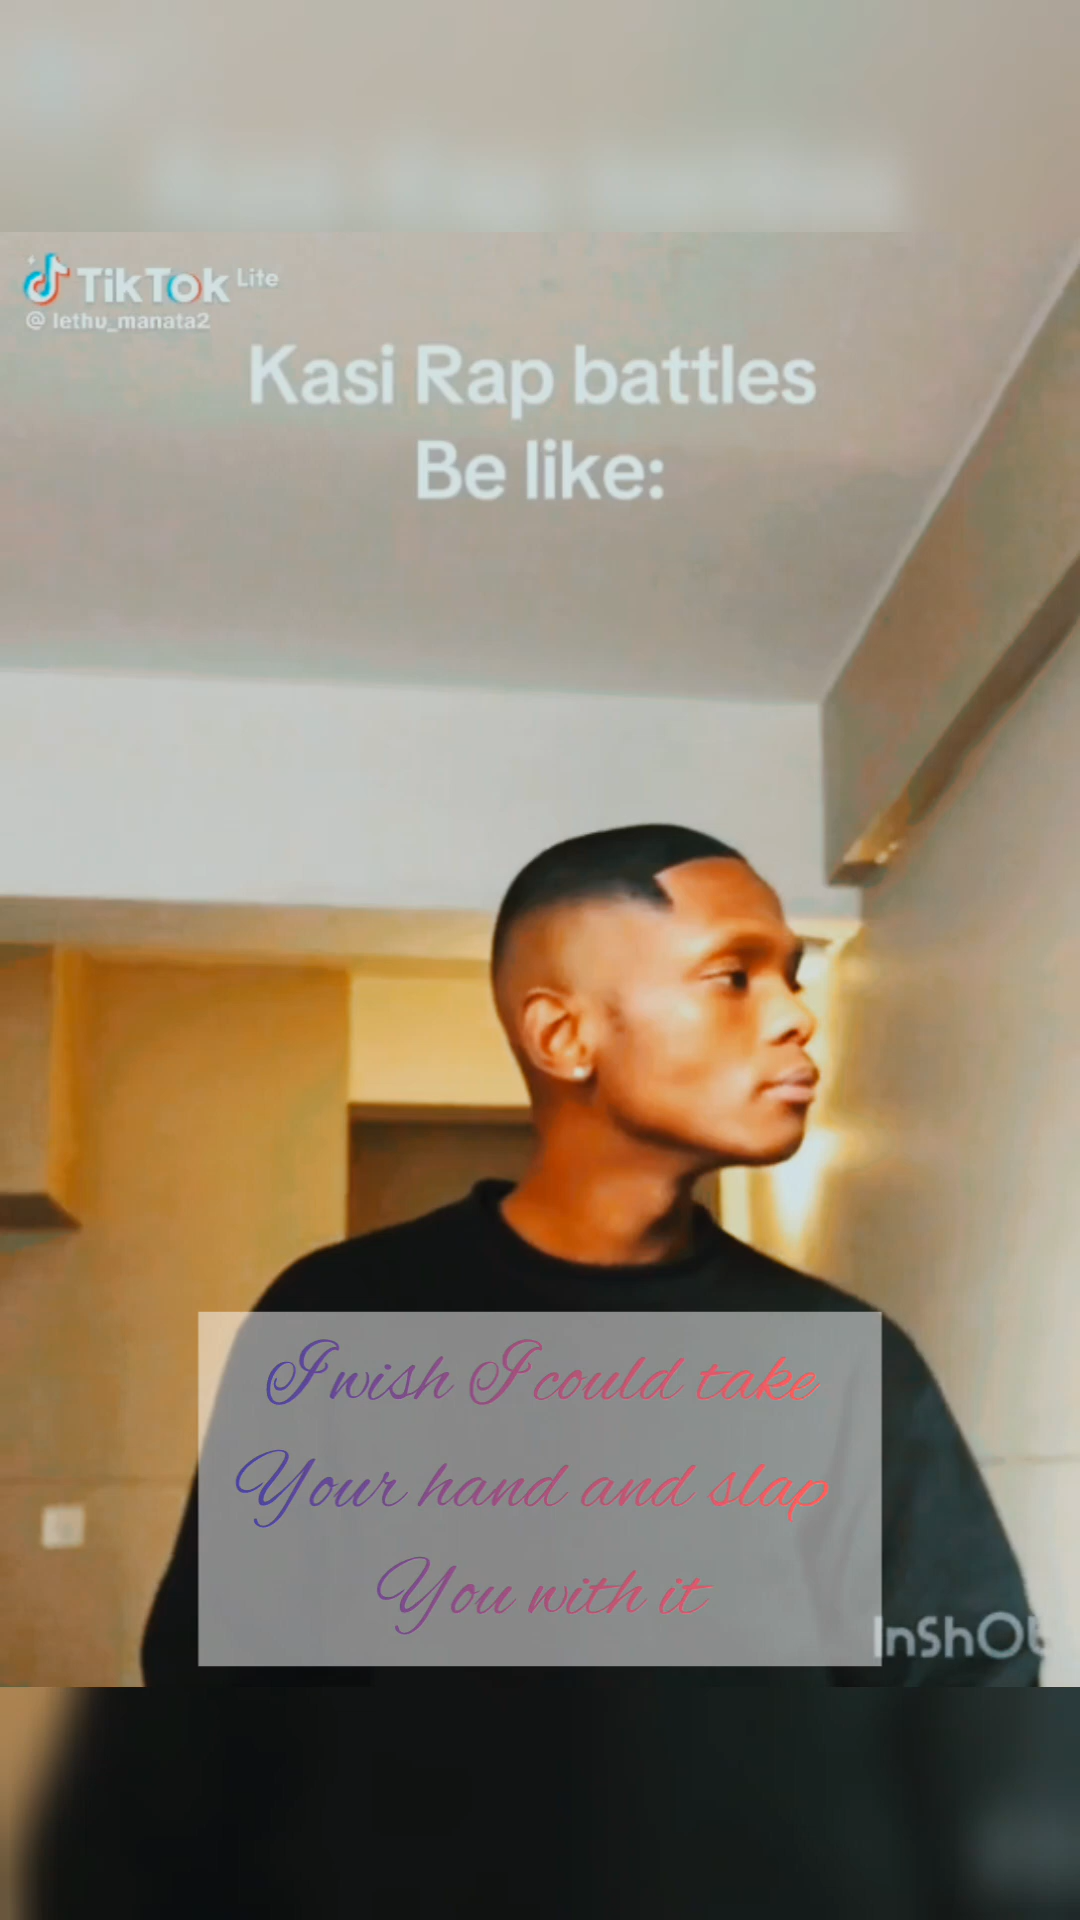 TikTok Lite
@ lethu_manata2
Kasi Rap battles
Be like:
I wish I could take
Your hand and slap
You with it
InShOt